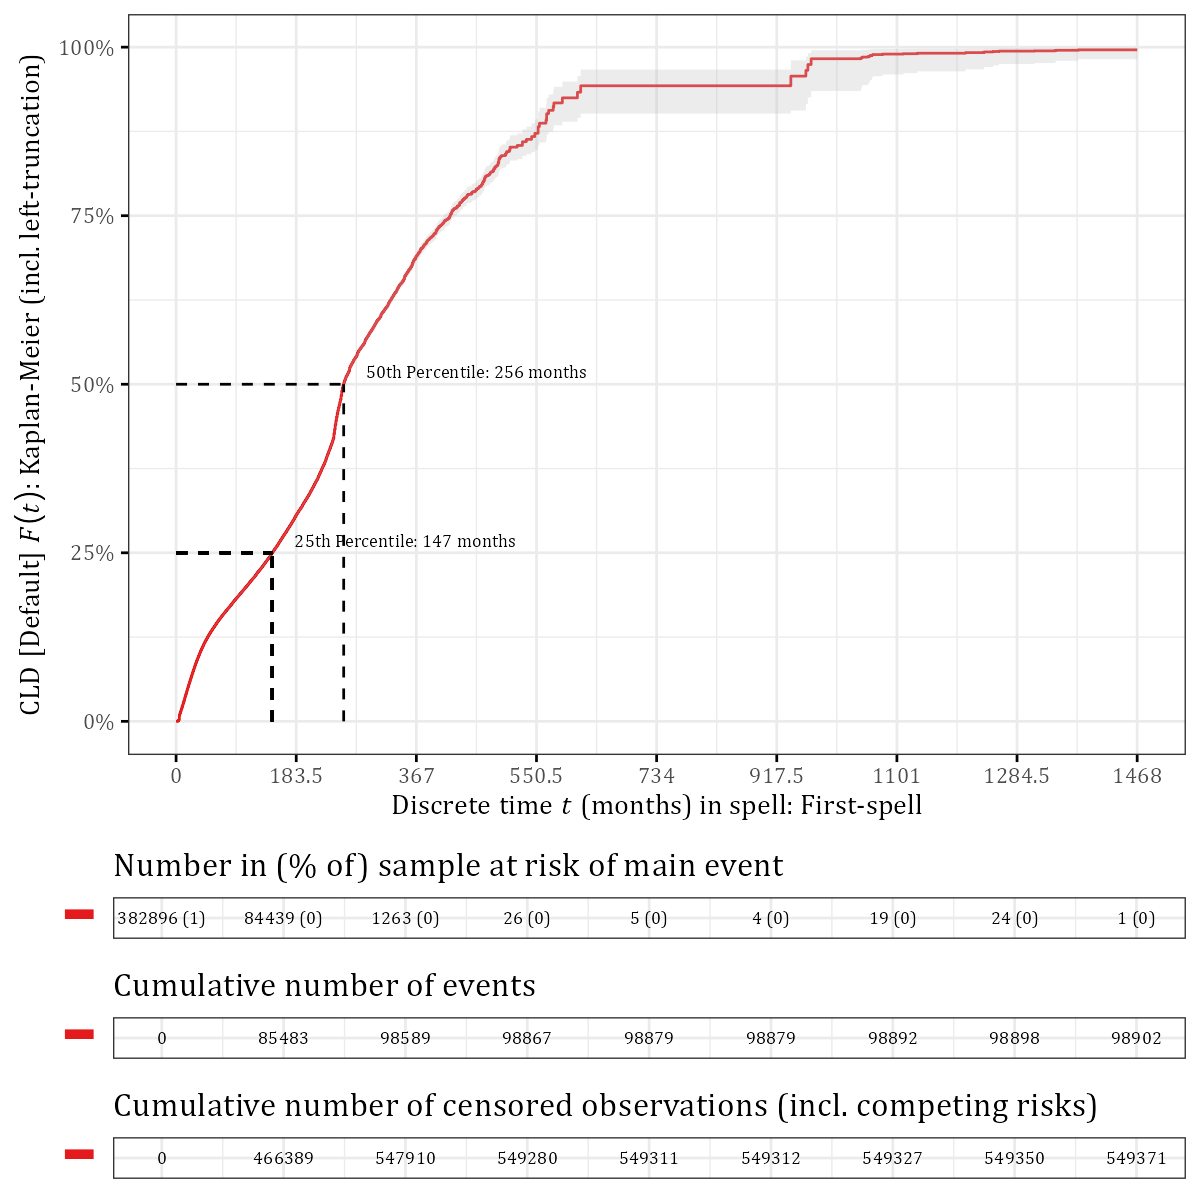 CLD [Default] F(t): Kaplan-Meier (incl. left-truncation)
100%
75%
50%
25%
0%
50th Percentile: 256 months
25th Percentile: 147 months
0 183.5 367 550.5 734 917.5 1101 1284.5 1468
Discrete time t (months) in spell: First-spell
Number in (% of) sample at risk of main event
382896 (1) 84439 (0) 1263 (0) 26 (0) 5 (0) 4 (0) 19 (0) 24 (0) 1 (0)
Cumulative number of events
0 85483 98589 98867 98879 98879 98892 98898 98902
Cumulative number of censored observations (incl. competing risks)
0 466389 547910 549280 549311 549312 549327 549350 549371